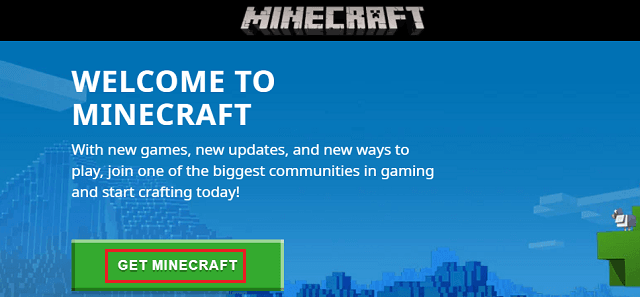 MINECRAFT
WELCOME TO
MINECRAFT
With new games, new updates, and new ways to
play, join one of the biggest communities in gaming
and start crafting today!
GET MINECRAFT